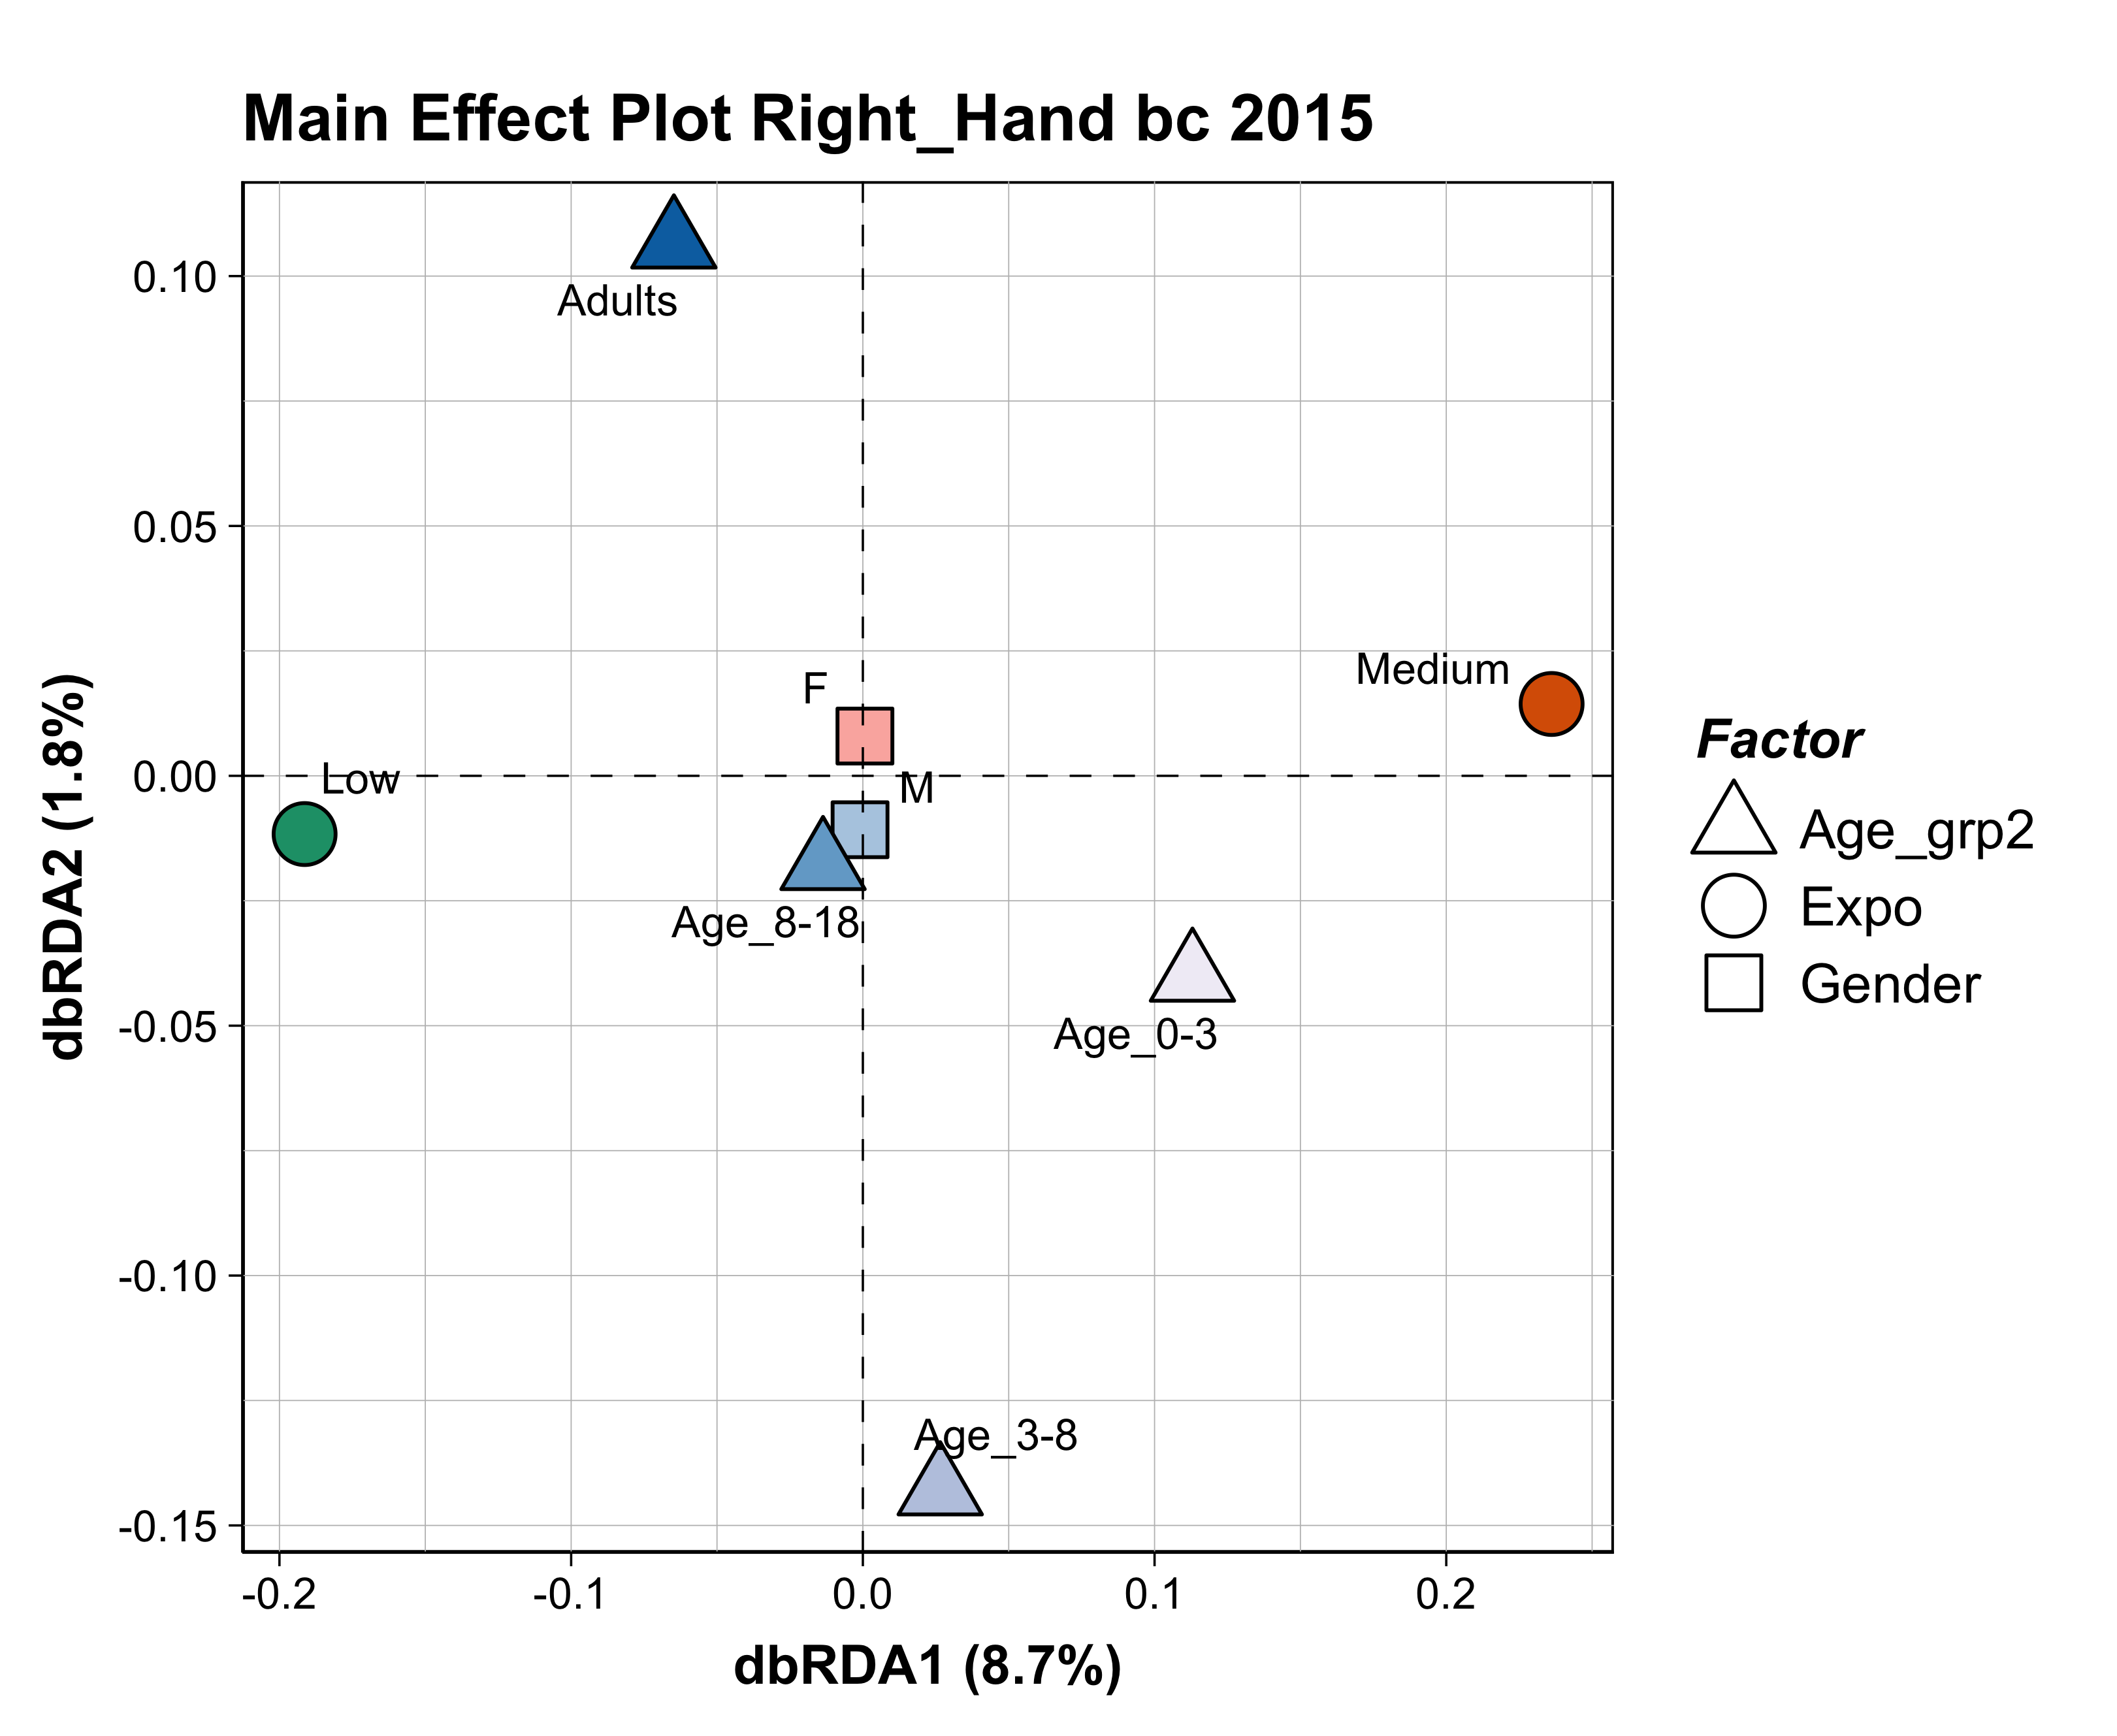 Main Effect Plot Right_Hand bc 2015
dbRDA2 (1.8%)
0.10
0.05
0.00
-0.05
-0.10
-0.15
Adults
F
Medium
Low
M
Age_8-18
Age_0-3
Age_3-8
-0.2
-0.1
0.0
0.1
0.2
dbRDA1 (8.7%)
Factor
Age_grp2
Expo
Gender